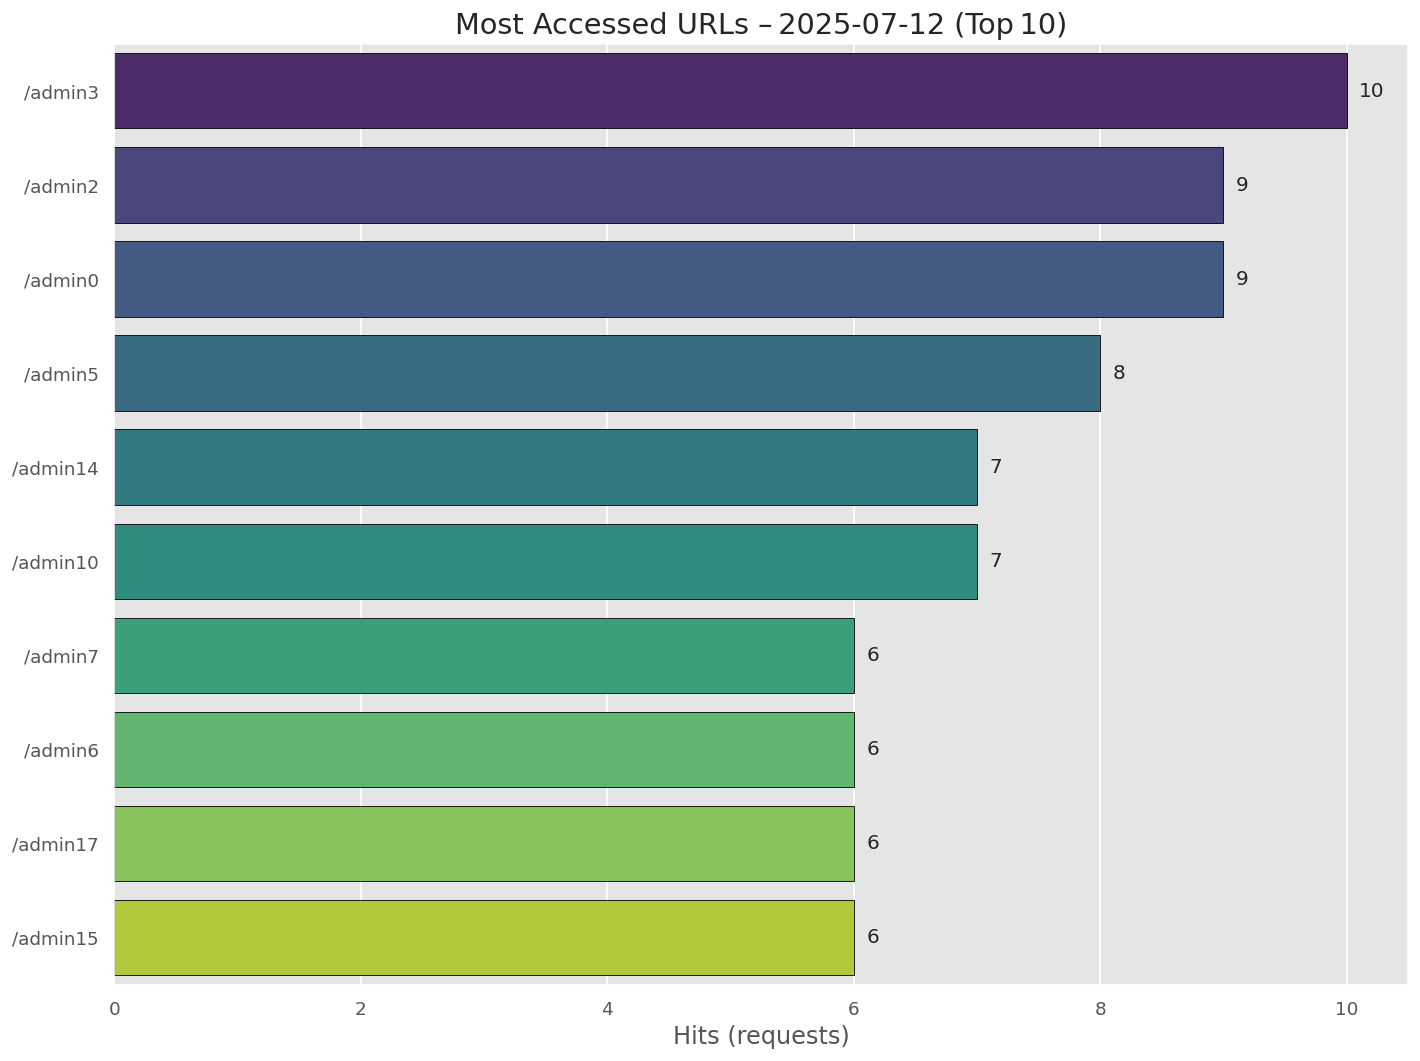 Most Accessed URLs – 2025-07-12 (Top 10)
/admin3
10
/admin2
9
/admin0
9
/admin5
8
/admin14
7
/admin10
7
/admin7
6
/admin6
6
/admin17
6
/admin15
6
0 2 4 6 8 10
Hits (requests)